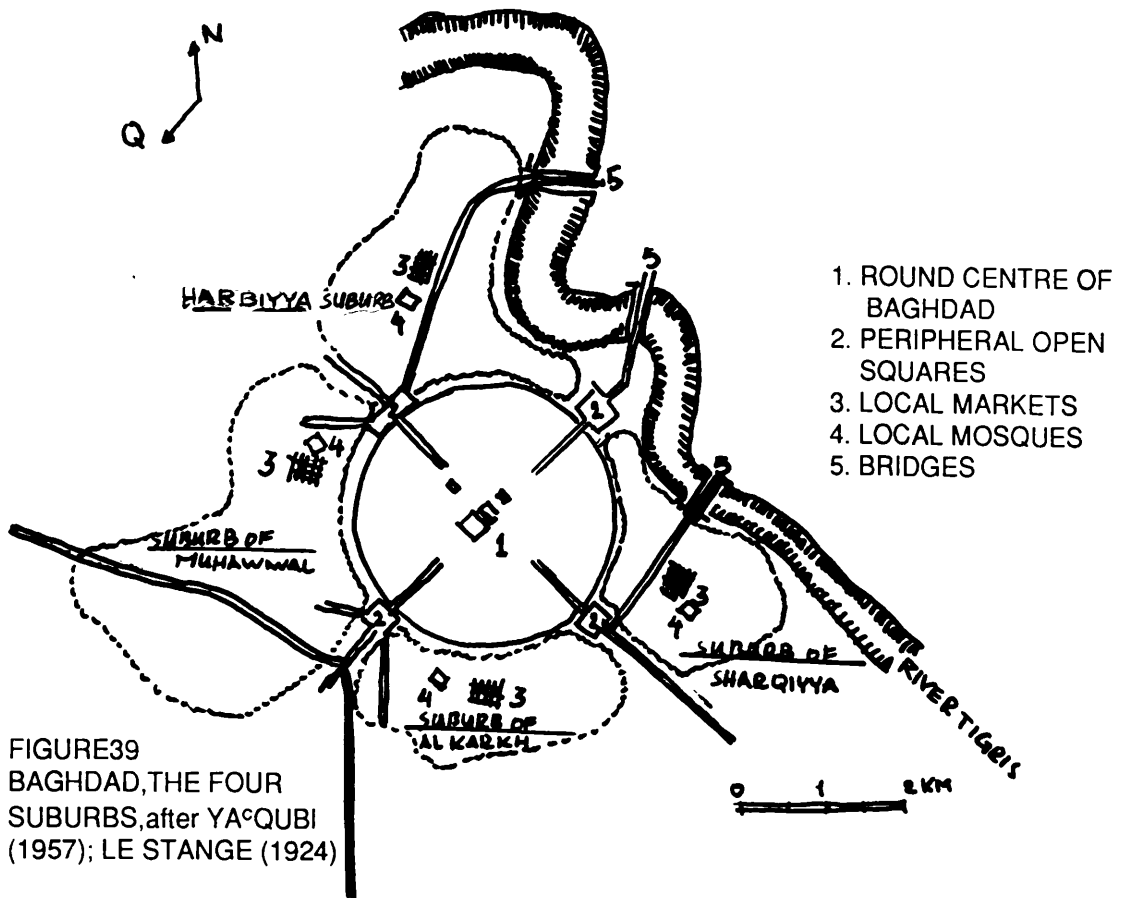 N
Q
5
3
HARBIYYA SUBURB
4
5
1. ROUND CENTRE OF
BAGHDAD
2. PERIPHERAL OPEN
SQUARES
3. LOCAL MARKETS
4. LOCAL MOSQUES
5. BRIDGES
2
2
4
3
5
1
SUBURB OF
MUHAWWAL
3
4
2
2
SUBURB OF
SHARQIYYA
4
3
SUBURB OF
AL KARKH
RIVER TIGRIS
0 1 2 KM
FIGURE39
BAGHDAD,THE FOUR
SUBURBS,after YAᶜQUBI
(1957); LE STANGE (1924)